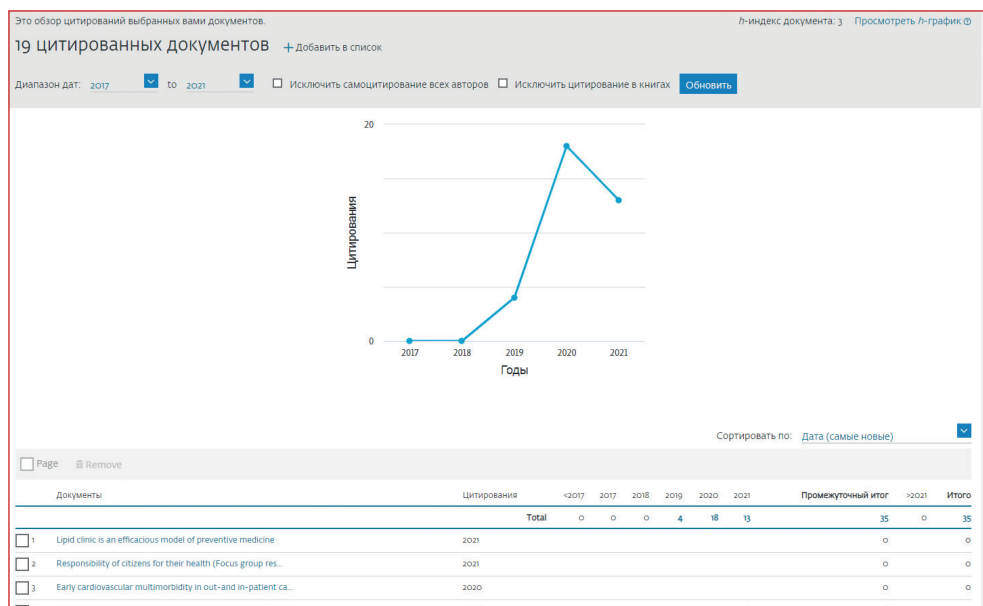 Это обзор цитирований выбранных вами документов. h-индекс документа: 3 Просмотреть h-график
19 цитированных документов + Добавить в список
Диапазон дат: 2017 to 2021 Исключить самоцитирование всех авторов Исключить цитирование в книгах Обновить
20
Цитирования
0
2017 2018 2019 2020 2021
Годы
Сортировать по: Дата (самые новые)
Page Remove
Документы Цитирования <2017 2017 2018 2019 2020 2021 Промежуточный итог >2021 Итого
Total 0 0 0 4 18 13 35 0 35
1 Lipid clinic is an efficacious model of preventive medicine 2021 0 0
2 Responsibility of citizens for their health (Focus group res... 2021 0 0
3 Early cardiovascular multimorbidity in out-and in-patient ca... 2020 0 0